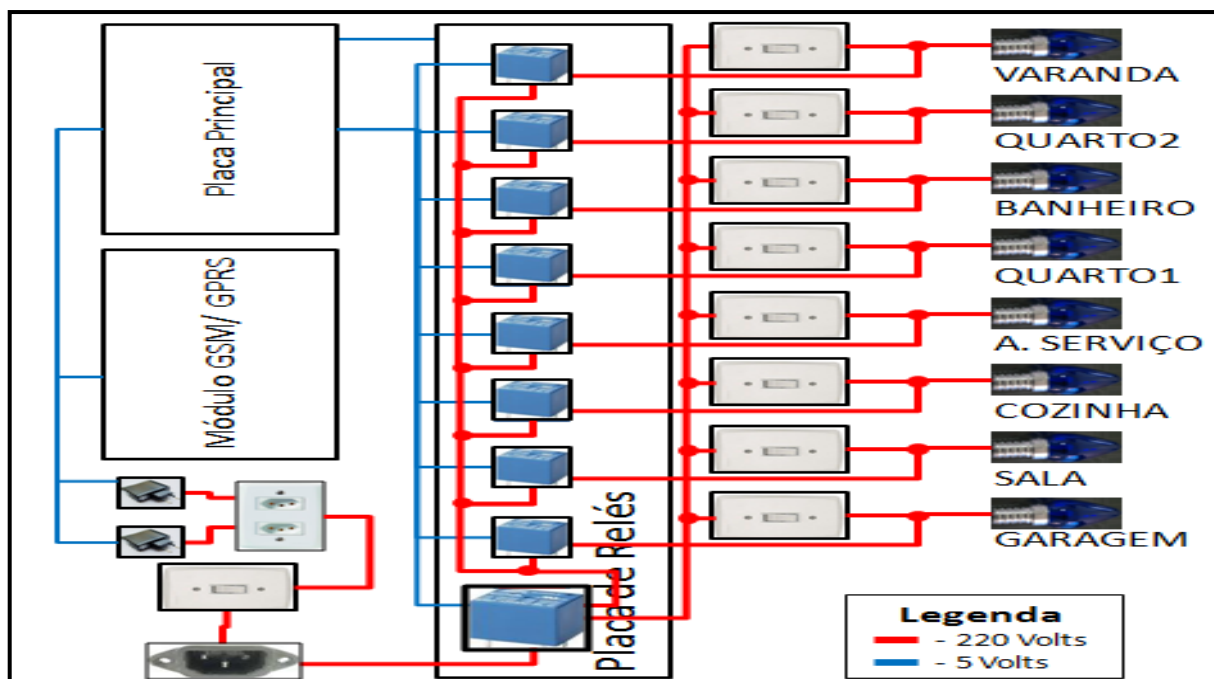 Placa Principal
Módulo GSM/ GPRS
Placa de Relés
VARANDA
QUARTO2
BANHEIRO
QUARTO1
A. SERVIÇO
COZINHA
SALA
GARAGEM
Legenda
- 220 Volts
- 5 Volts